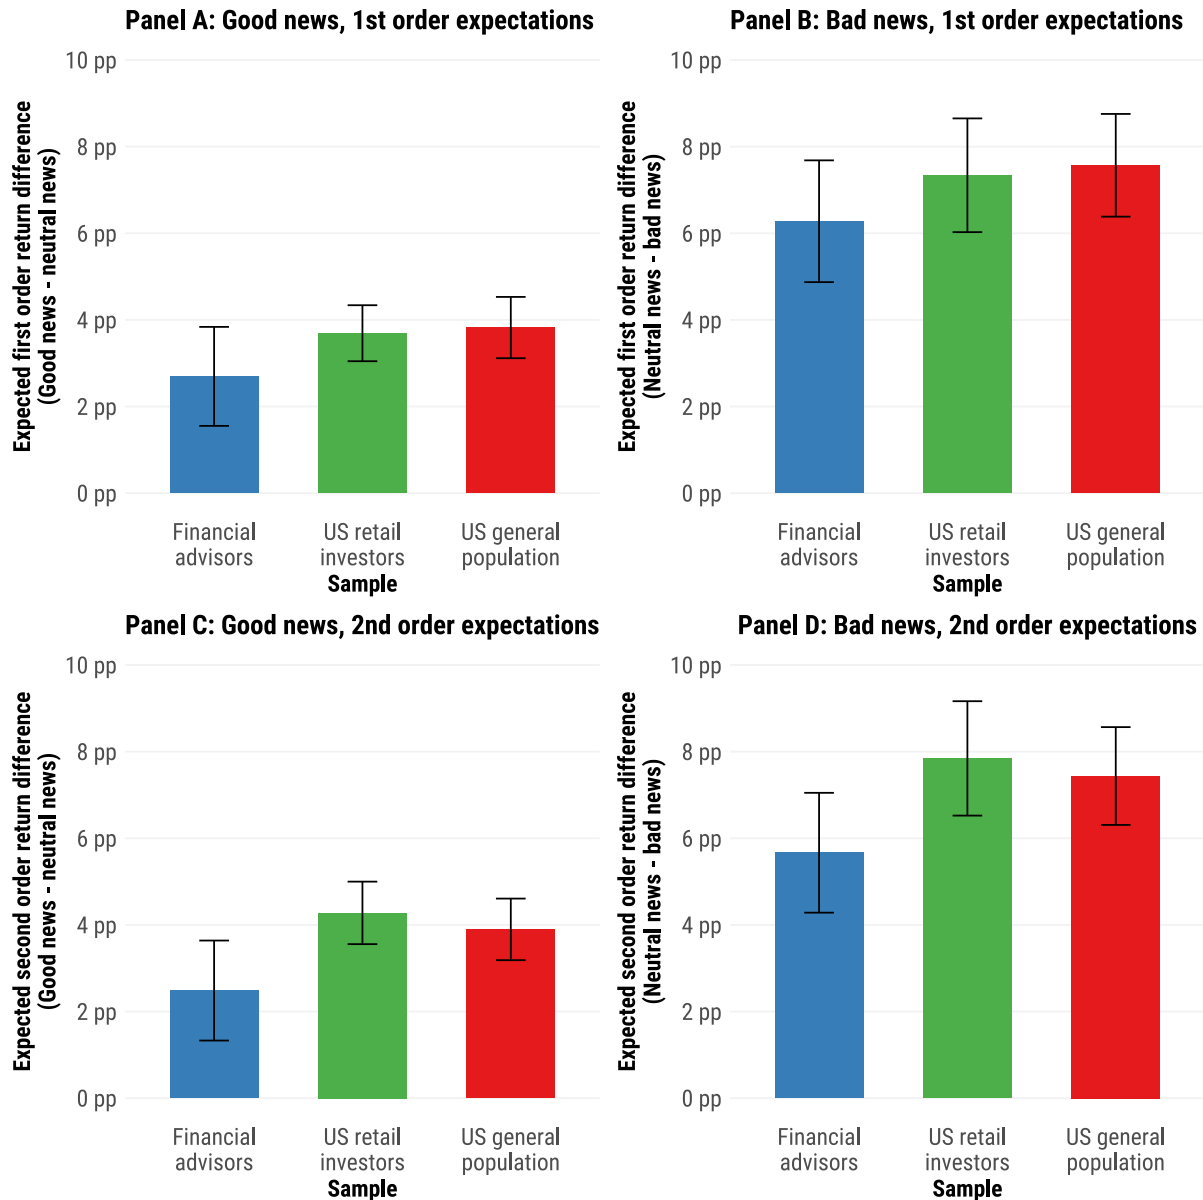 Panel A: Good news, 1st order expectations
Expected first order return difference
(Good news - neutral news)
10 pp
8 pp
6 pp
4 pp
2 pp
0 pp
Financial
advisors
US retail
investors
US general
population
Sample
Panel B: Bad news, 1st order expectations
Expected first order return difference
(Neutral news - bad news)
10 pp
8 pp
6 pp
4 pp
2 pp
0 pp
Financial
advisors
US retail
investors
US general
population
Sample
Panel C: Good news, 2nd order expectations
Expected second order return difference
(Good news - neutral news)
10 pp
8 pp
6 pp
4 pp
2 pp
0 pp
Financial
advisors
US retail
investors
US general
population
Sample
Panel D: Bad news, 2nd order expectations
Expected second order return difference
(Neutral news - bad news)
10 pp
8 pp
6 pp
4 pp
2 pp
0 pp
Financial
advisors
US retail
investors
US general
population
Sample